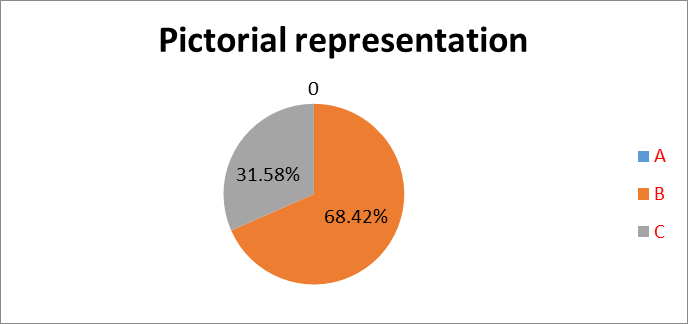 Pictorial representation
0
31.58%
68.42%
A
B
C